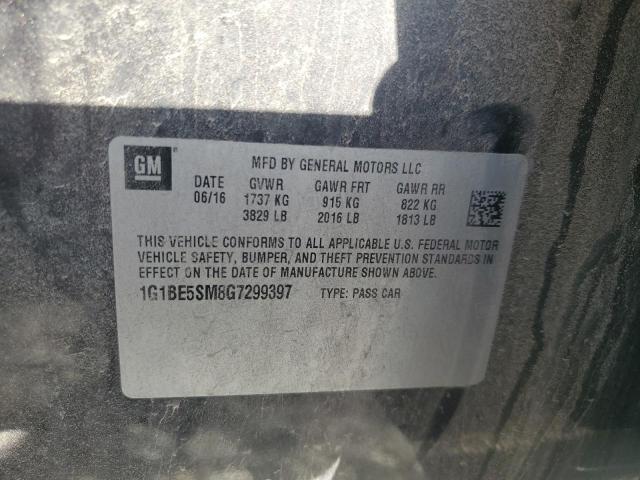 GM
MFD BY GENERAL MOTORS LLC
DATE GVWR GAWR FRT GAWR RR
06/16 1737 KG 915 KG 822 KG
3829 LB 2016 LB 1813 LB
THIS VEHICLE CONFORMS TO ALL APPLICABLE U.S. FEDERAL MOTOR
VEHICLE SAFETY, BUMPER, AND THEFT PREVENTION STANDARDS IN
EFFECT ON THE DATE OF MANUFACTURE SHOWN ABOVE.
1G1BE5SM8G7299397 TYPE: PASS CAR